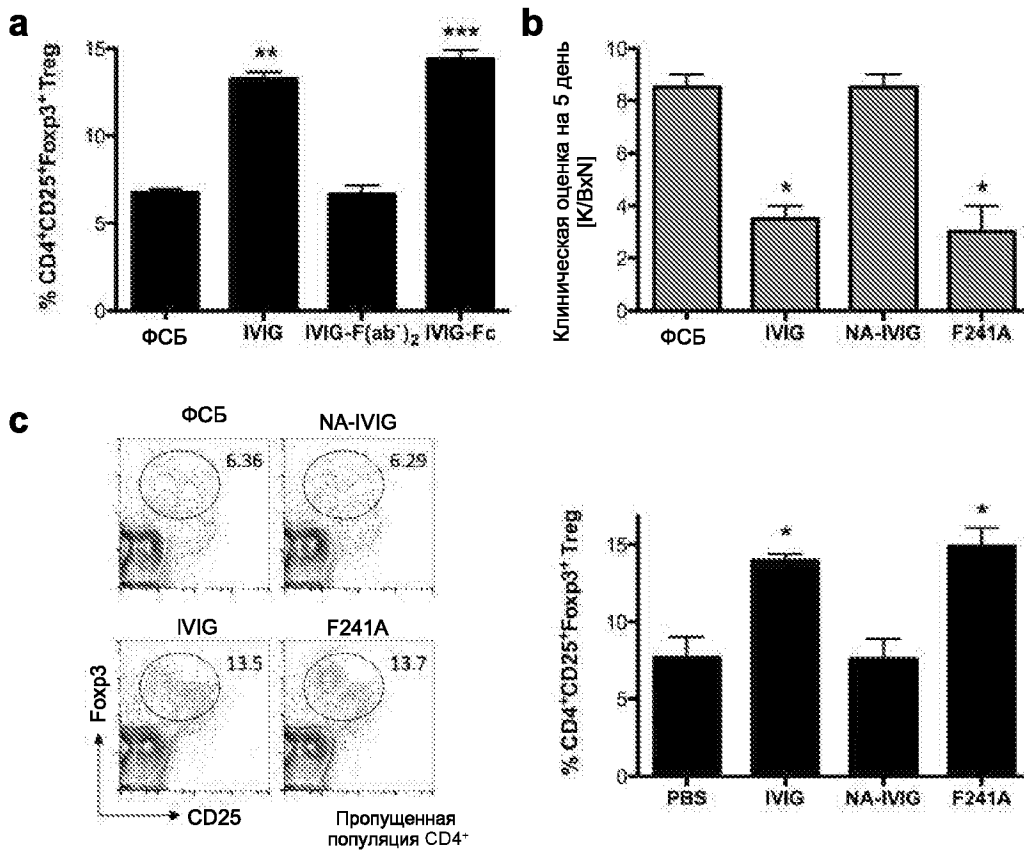 a
% CD4⁺CD25⁺Foxp3⁺ Treg
15
10
5
0
**
***
ФСБ
IVIG
IVIG-F(ab`)₂
IVIG-Fc
b
Клиническая оценка на 5 день
[K/BxN]
10
8
6
4
2
0
*
*
ФСБ
IVIG
NA-IVIG
F241A
c
ФСБ
NA-IVIG
6.36
6.29
IVIG
F241A
13.5
13.7
Foxp3
CD25
Пропущенная
популяция CD4⁺
% CD4⁺CD25⁺Foxp3⁺ Treg
15
10
5
0
*
*
PBS
IVIG
NA-IVIG
F241A